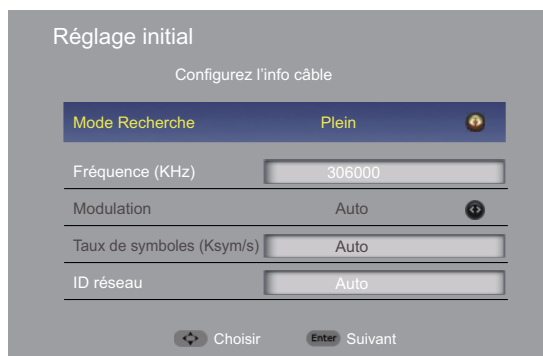 Réglage initial
Configurez l'info câble
Mode Recherche Plein
Fréquence (KHz) 306000
Modulation Auto
Taux de symboles (Ksym/s) Auto
ID réseau Auto
Choisir Enter Suivant